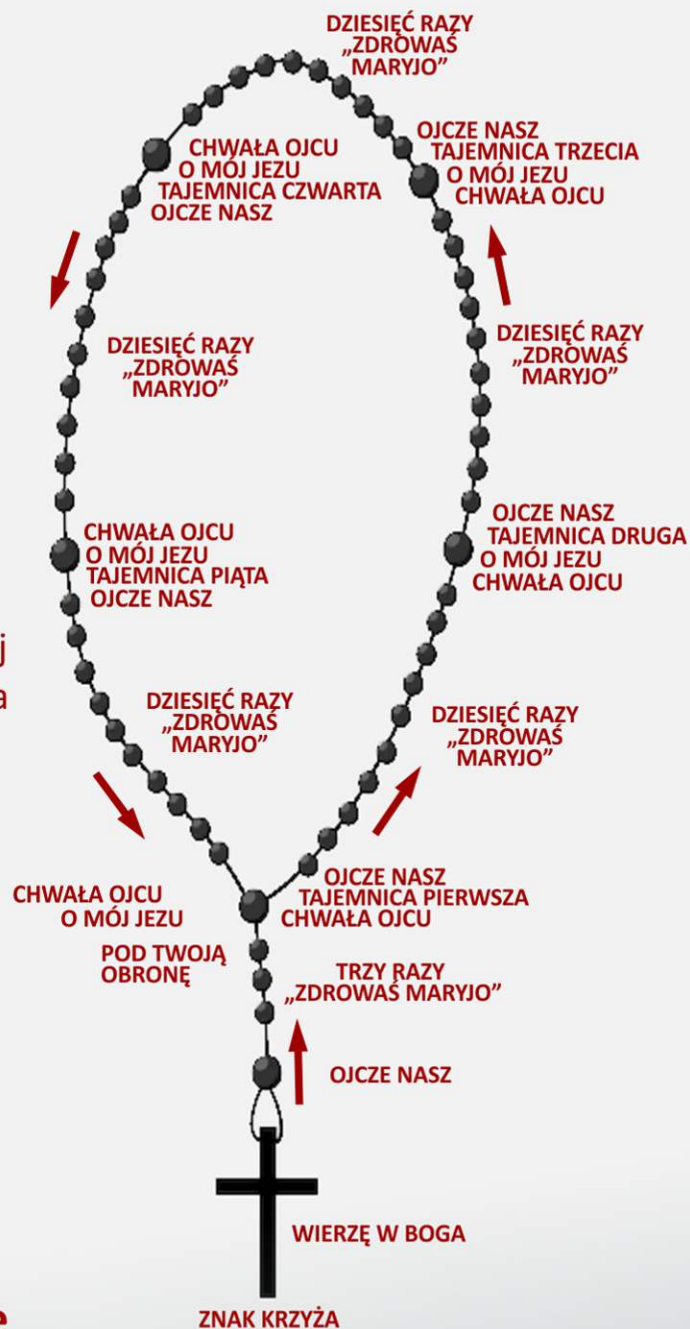 DZIESIĘĆ RAZY
„ZDROWAŚ
MARYJO”
CHWAŁA OJCU
O MÓJ JEZU
TAJEMNICA CZWARTA
OJCZE NASZ
OJCZE NASZ
TAJEMNICA TRZECIA
O MÓJ JEZU
CHWAŁA OJCU
DZIESIĘĆ RAZY
„ZDROWAŚ
MARYJO”
DZIESIĘĆ RAZY
„ZDROWAŚ
MARYJO”
CHWAŁA OJCU
O MÓJ JEZU
TAJEMNICA PIĄTA
OJCZE NASZ
OJCZE NASZ
TAJEMNICA DRUGA
O MÓJ JEZU
CHWAŁA OJCU
j
a
DZIESIĘĆ RAZY
„ZDROWAŚ
MARYJO”
DZIESIĘĆ RAZY
„ZDROWAŚ
MARYJO”
CHWAŁA OJCU
O MÓJ JEZU
POD TWOJĄ
OBRONĘ
OJCZE NASZ
TAJEMNICA PIERWSZA
CHWAŁA OJCU
TRZY RAZY
„ZDROWAŚ MARYJO”
OJCZE NASZ
WIERZĘ W BOGA
ZNAK KRZYŻA